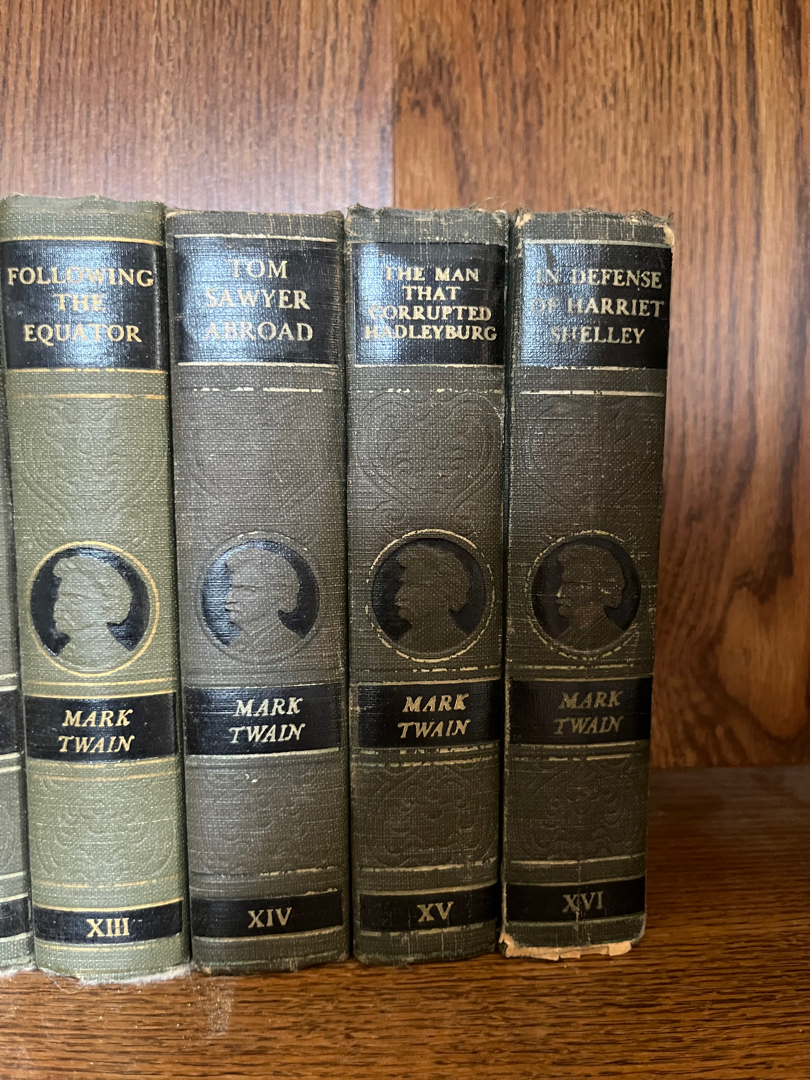 FOLLOWING
THE
EQUATOR
MARK
TWAIN
XIII
TOM
SAWYER
ABROAD
MARK
TWAIN
XIV
THE MAN
THAT
CORRUPTED
HADLEYBURG
MARK
TWAIN
XV
IN DEFENSE
OF HARRIET
SHELLEY
MARK
TWAIN
XVI